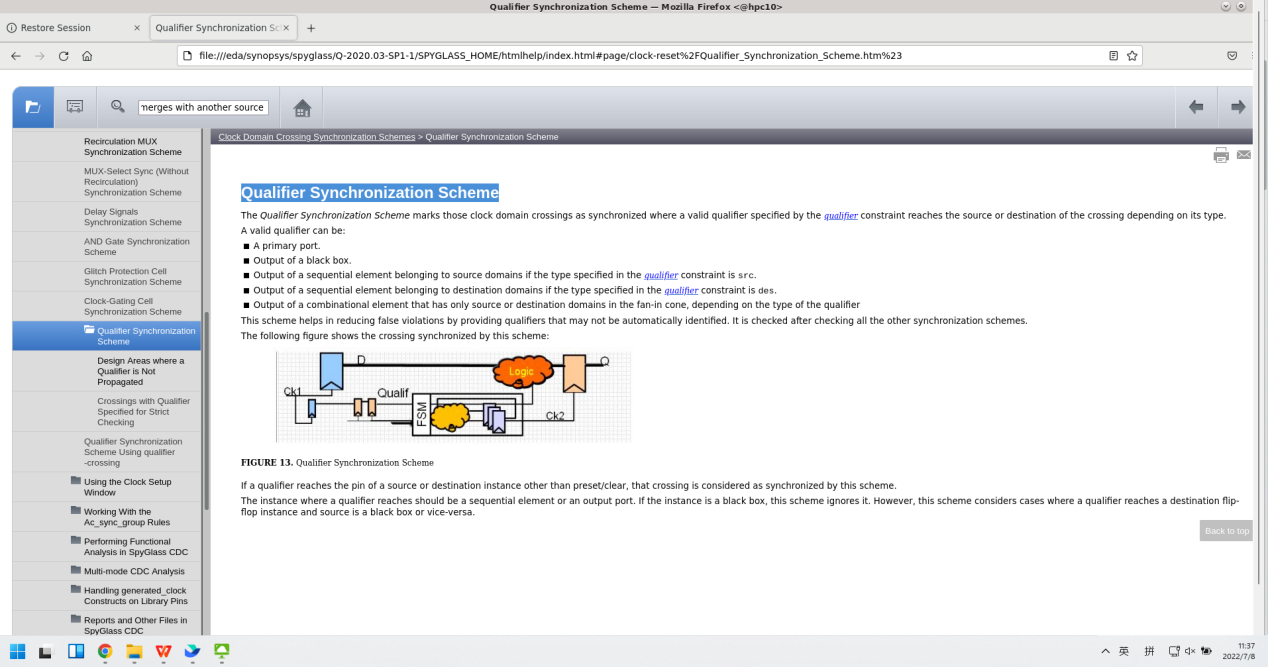 Qualifier Synchronization Scheme — Mozilla Firefox <@hpc10>
Restore Session
Qualifier Synchronization Sc
file:///eda/synopsys/spyglass/Q-2020.03-SP1-1/SPYGLASS_HOME/htmlhelp/index.html#page/clock-reset%2FQualifier_Synchronization_Scheme.htm%23
merges with another source
Clock Domain Crossing Synchronization Schemes > Qualifier Synchronization Scheme
Recirculation MUX
Synchronization Scheme
MUX-Select Sync (Without
Recirculation)
Synchronization Scheme
Delay Signals
Synchronization Scheme
AND Gate Synchronization
Scheme
Glitch Protection Cell
Synchronization Scheme
Clock-Gating Cell
Synchronization Scheme
Qualifier Synchronization
Scheme
Design Areas where a
Qualifier is Not
Propagated
Crossings with Qualifier
Specified for Strict
Checking
Qualifier Synchronization
Scheme Using qualifier
-crossing
Using the Clock Setup
Window
Working With the
Ac_sync_group Rules
Performing Functional
Analysis in SpyGlass CDC
Multi-mode CDC Analysis
Handling generated_clock
Constructs on Library Pins
Reports and Other Files in
SpyGlass CDC
Qualifier Synchronization Scheme
The Qualifier Synchronization Scheme marks those clock domain crossings as synchronized where a valid qualifier specified by the qualifier constraint reaches the source or destination of the crossing depending on its type.
A valid qualifier can be:
■ A primary port.
■ Output of a black box.
■ Output of a sequential element belonging to source domains if the type specified in the qualifier constraint is src.
■ Output of a sequential element belonging to destination domains if the type specified in the qualifier constraint is des.
■ Output of a combinational element that has only source or destination domains in the fan-in cone, depending on the type of the qualifier
This scheme helps in reducing false violations by providing qualifiers that may not be automatically identified. It is checked after checking all the other synchronization schemes.
The following figure shows the crossing synchronized by this scheme:
D
Q
Logic
Ck1
Qualif
FSM
Ck2
FIGURE 13. Qualifier Synchronization Scheme
If a qualifier reaches the pin of a source or destination instance other than preset/clear, that crossing is considered as synchronized by this scheme.
The instance where a qualifier reaches should be a sequential element or an output port. If the instance is a black box, this scheme ignores it. However, this scheme considers cases where a qualifier reaches a destination flip-
flop instance and source is a black box or vice-versa.
Back to top
英
拼
11:37
2022/7/8